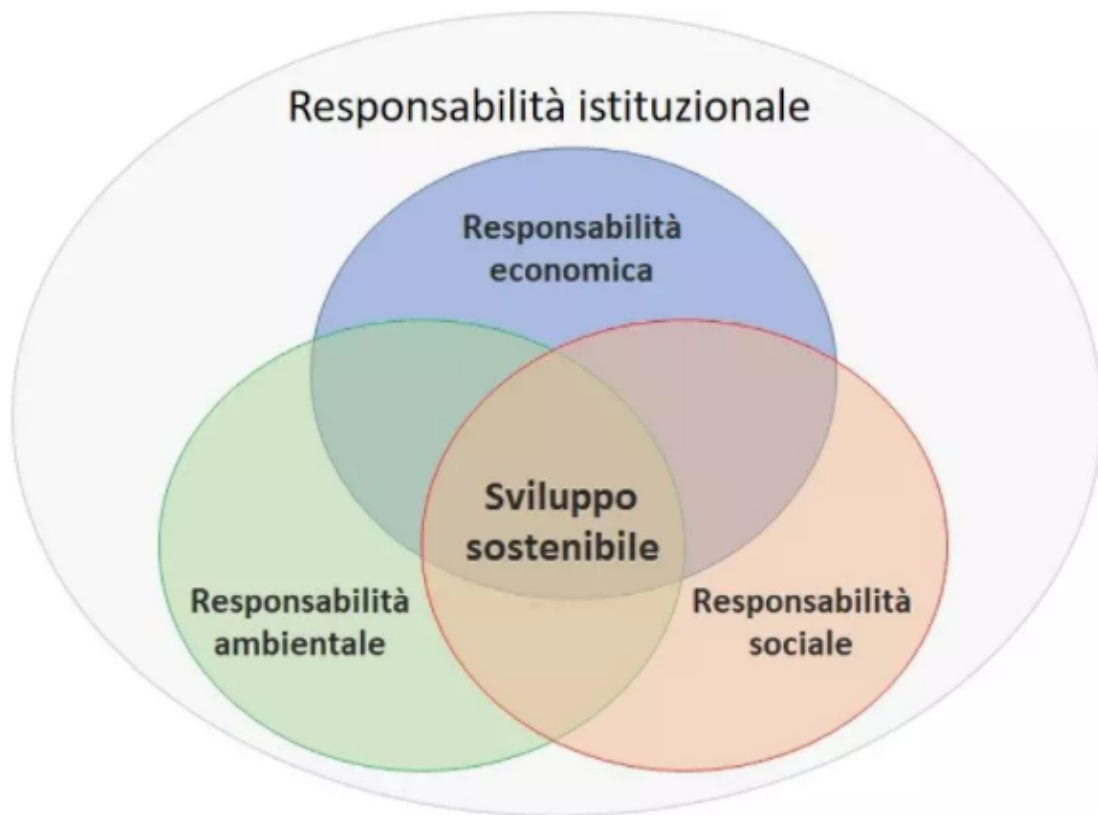 Responsabilità istituzionale
Responsabilità
economica
Sviluppo
sostenibile
Responsabilità
ambientale
Responsabilità
sociale